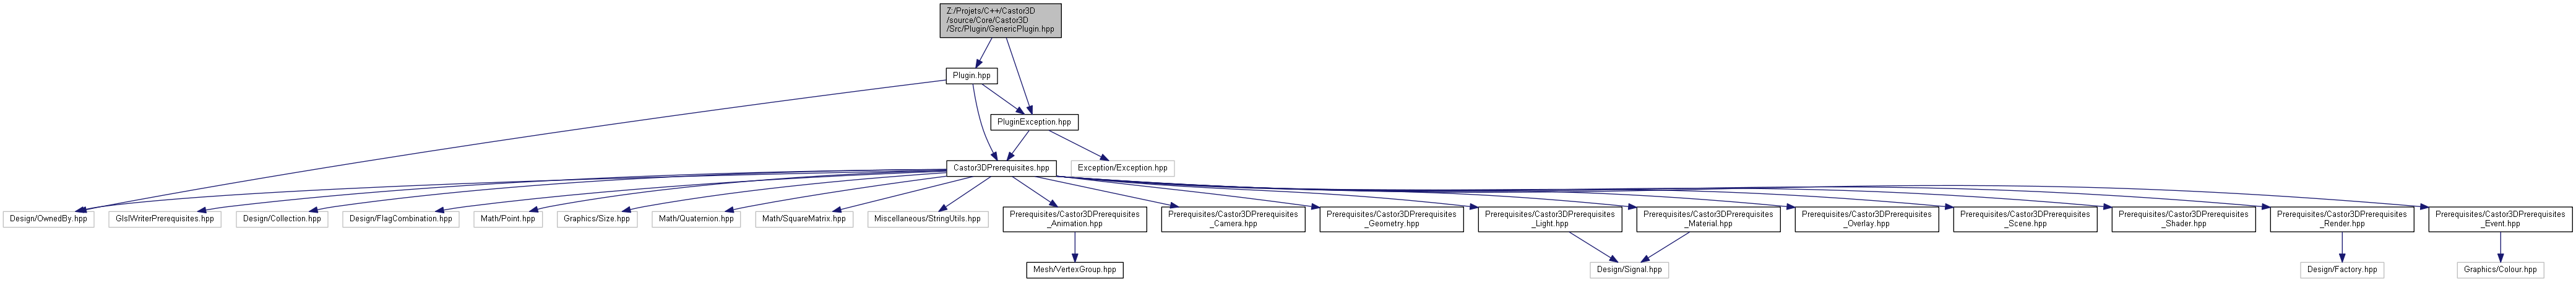 Z:/Projets/C++/Castor3D
/source/Core/Castor3D
/Src/Plugin/GenericPlugin.hpp
Plugin.hpp
PluginException.hpp
Castor3DPrerequisites.hpp
Exception/Exception.hpp
Design/OwnedBy.hpp
GlslWriterPrerequisites.hpp
Design/Collection.hpp
Design/FlagCombination.hpp
Math/Point.hpp
Graphics/Size.hpp
Math/Quaternion.hpp
Math/SquareMatrix.hpp
Miscellaneous/StringUtils.hpp
Prerequisites/Castor3DPrerequisites
_Animation.hpp
Prerequisites/Castor3DPrerequisites
_Camera.hpp
Prerequisites/Castor3DPrerequisites
_Geometry.hpp
Prerequisites/Castor3DPrerequisites
_Light.hpp
Prerequisites/Castor3DPrerequisites
_Material.hpp
Prerequisites/Castor3DPrerequisites
_Overlay.hpp
Prerequisites/Castor3DPrerequisites
_Scene.hpp
Prerequisites/Castor3DPrerequisites
_Shader.hpp
Prerequisites/Castor3DPrerequisites
_Render.hpp
Prerequisites/Castor3DPrerequisites
_Event.hpp
Mesh/VertexGroup.hpp
Design/Signal.hpp
Design/Factory.hpp
Graphics/Colour.hpp